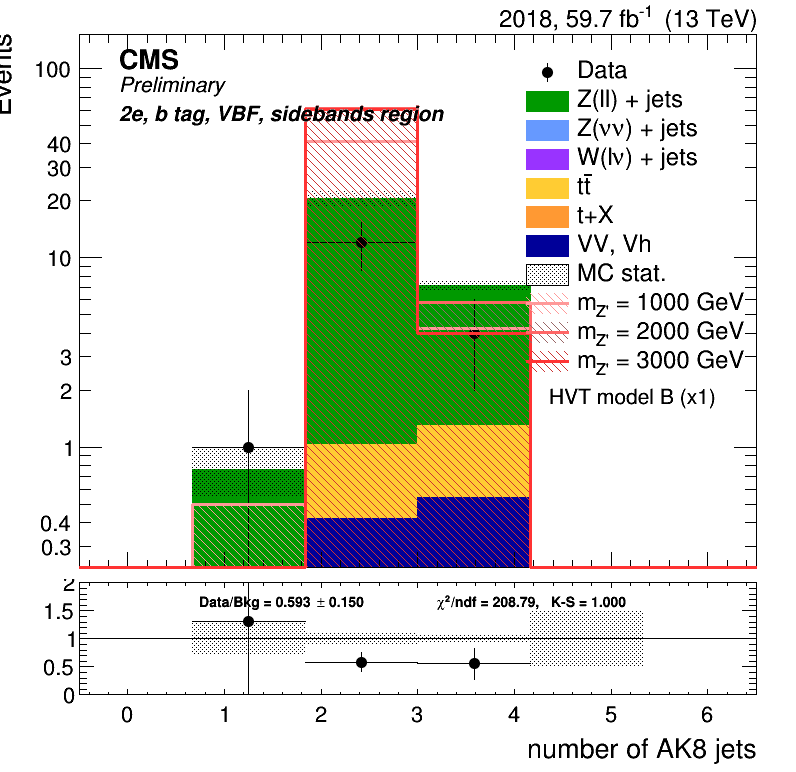 2018, 59.7 fb⁻¹ (13 TeV)
Events
CMS
Preliminary
2e, b tag, VBF, sidebands region
Data
Z(ll) + jets
Z(νν) + jets
W(lν) + jets
tt̄
t+X
VV, Vh
MC stat.
m_Z' = 1000 GeV
m_Z' = 2000 GeV
m_Z' = 3000 GeV
HVT model B (x1)
100
40
30
20
10
3
2
1
0.4
0.3
2
1.5
1
0.5
0
Data/Bkg = 0.593 ± 0.150
χ²/ndf = 208.79, K-S = 1.000
0 1 2 3 4 5 6
number of AK8 jets